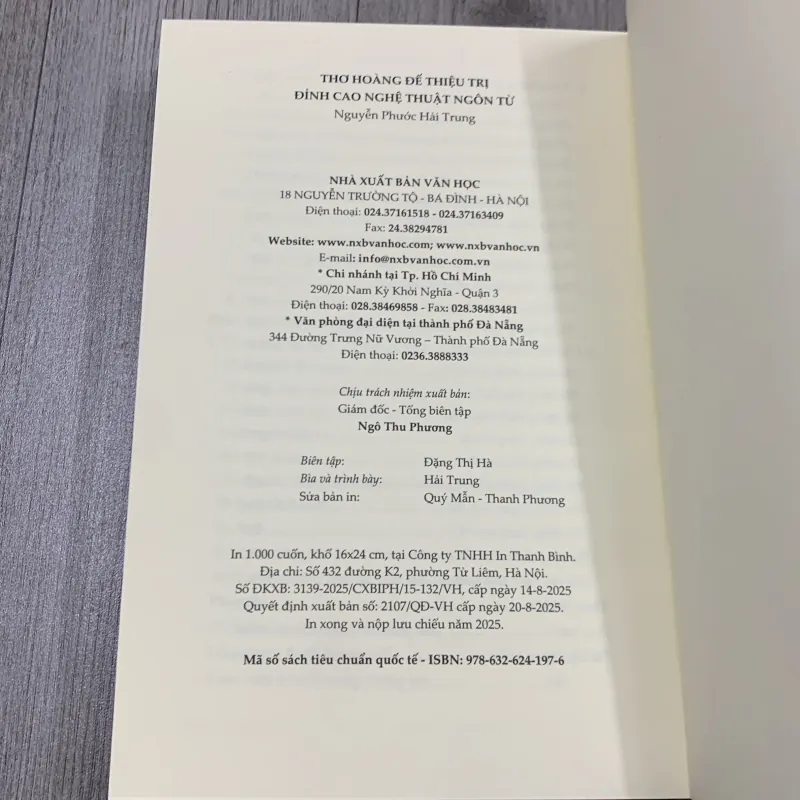 THƠ HOÀNG ĐẾ THIỆU TRỊ
ĐỈNH CAO NGHỆ THUẬT NGÔN TỪ
Nguyễn Phước Hải Trung
NHÀ XUẤT BẢN VĂN HỌC
18 NGUYỄN TRƯỜNG TỘ - BA ĐÌNH - HÀ NỘI
Điện thoại: 024.37161518 - 024.37163409
Fax: 24.38294781
Website: www.nxbvanhoc.com; www.nxbvanhoc.vn
E-mail: info@nxbvanhoc.com.vn
* Chi nhánh tại Tp. Hồ Chí Minh
290/20 Nam Kỳ Khởi Nghĩa - Quận 3
Điện thoại: 028.38469858 - Fax: 028.38483481
* Văn phòng đại diện tại thành phố Đà Nẵng
344 Đường Trưng Nữ Vương – Thành phố Đà Nẵng
Điện thoại: 0236.3888333
Chịu trách nhiệm xuất bản:
Giám đốc - Tổng biên tập
Ngô Thu Phương
Biên tập: Đặng Thị Hà
Bìa và trình bày: Hải Trung
Sửa bản in: Quý Mẫn - Thanh Phương
In 1.000 cuốn, khổ 16x24 cm, tại Công ty TNHH In Thanh Bình.
Địa chỉ: Số 432 đường K2, phường Từ Liêm, Hà Nội.
Số ĐKXB: 3139-2025/CXBIPH/15-132/VH, cấp ngày 14-8-2025
Quyết định xuất bản số: 2107/QĐ-VH cấp ngày 20-8-2025.
In xong và nộp lưu chiểu năm 2025.
Mã số sách tiêu chuẩn quốc tế - ISBN: 978-632-624-197-6